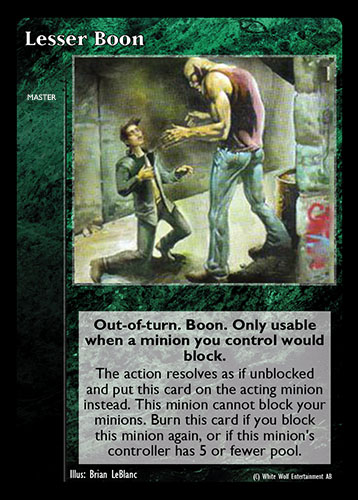 Lesser Boon
MASTER
Out-of-turn. Boon. Only usable
when a minion you control would
block.
The action resolves as if unblocked
and put this card on the acting minion
instead. This minion cannot block your
minions. Burn this card if you block
this minion again, or if this minion's
controller has 5 or fewer pool.
Illus: Brian LeBlanc
(C) White Wolf Entertainment AB